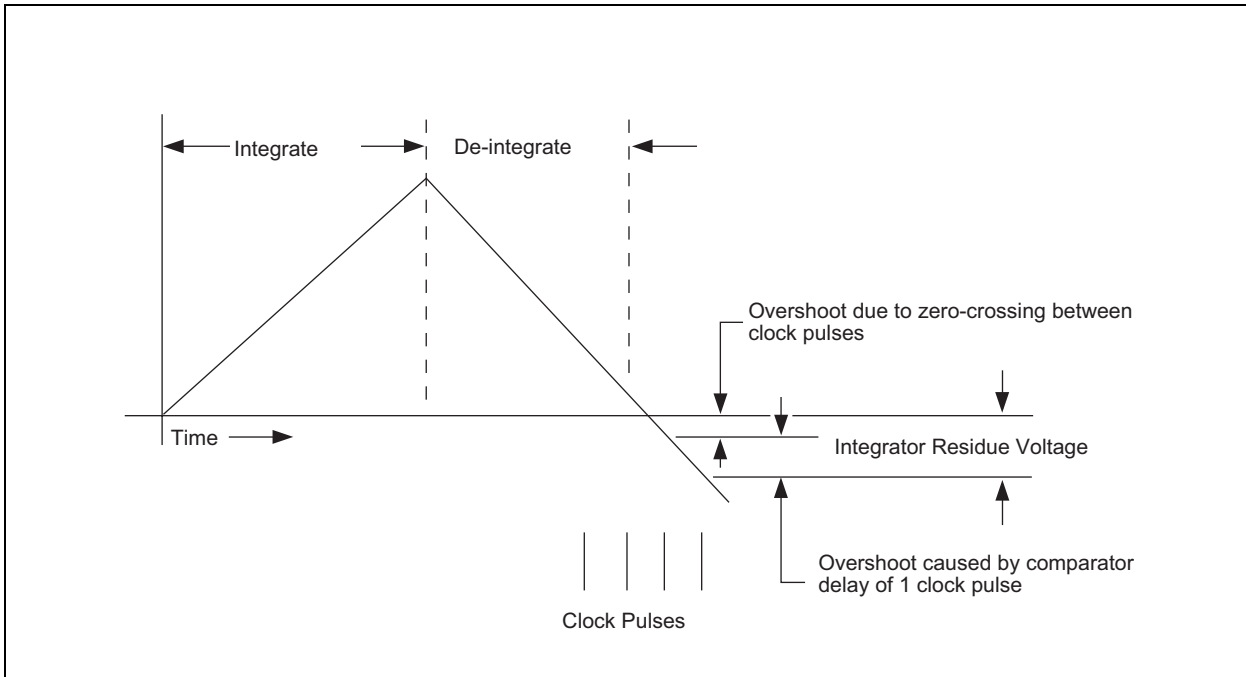 Integrate
De-integrate
Overshoot due to zero-crossing between
clock pulses
Time
Integrator Residue Voltage
Overshoot caused by comparator
delay of 1 clock pulse
Clock Pulses